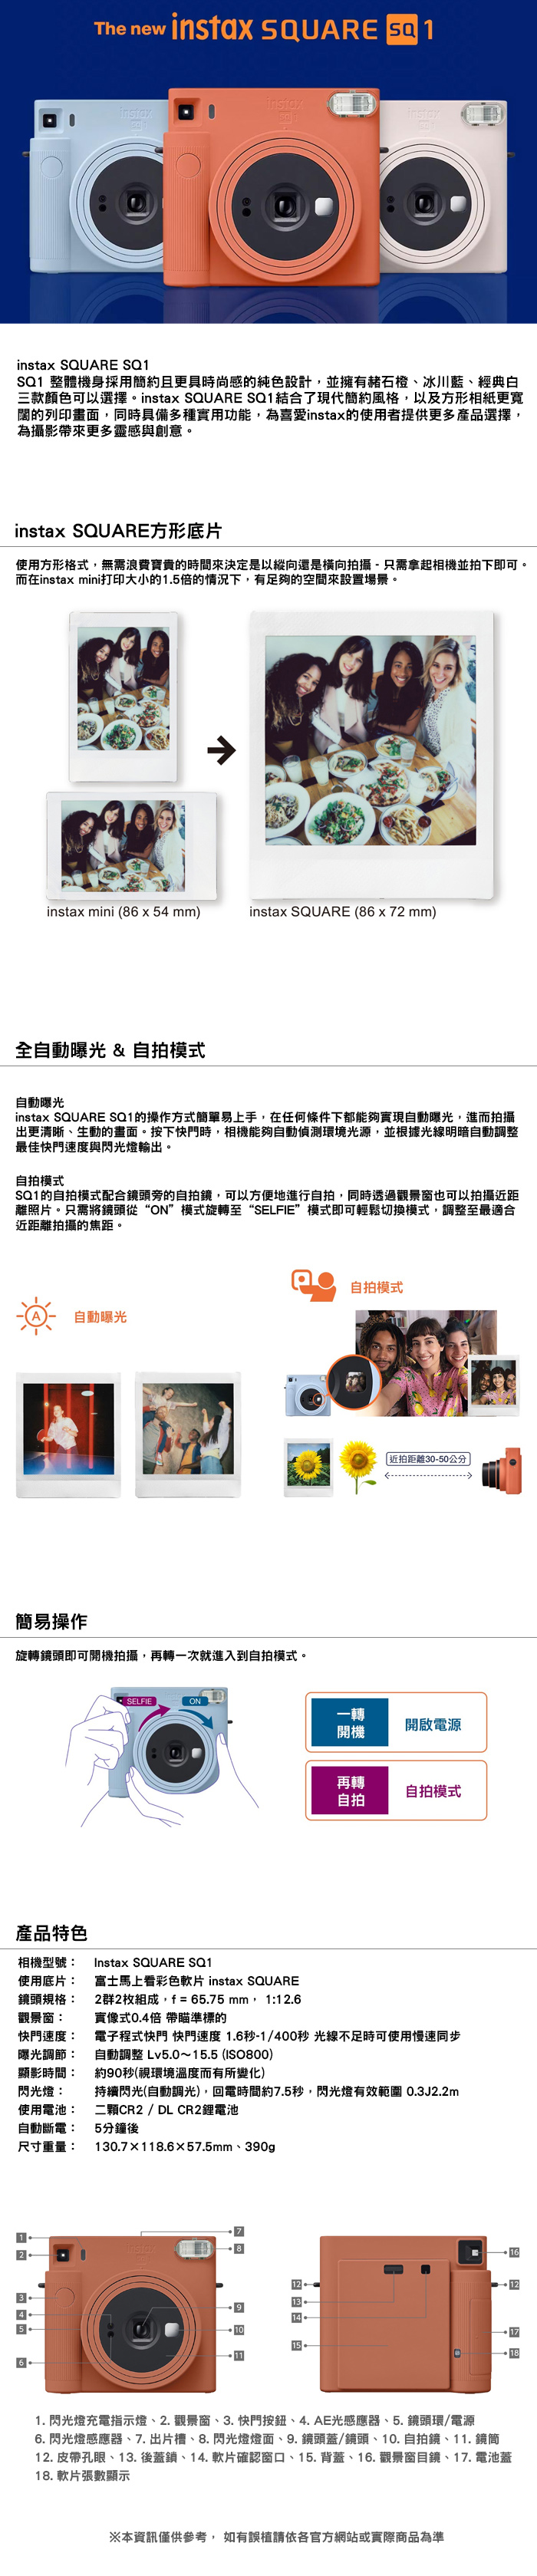 The new instax SQUARE SQ 1
instax SQUARE SQ1
SQ1 整體機身採用簡約且更具時尚感的純色設計，並擁有赭石橙、冰川藍、經典白
三款顏色可以選擇。instax SQUARE SQ1結合了現代簡約風格，以及方形相紙更寬
闊的列印畫面，同時具備多種實用功能，為喜愛instax的使用者提供更多產品選擇，
為攝影帶來更多靈感與創意。
instax SQUARE方形底片
使用方形格式，無需浪費寶貴的時間來決定是以縱向還是橫向拍攝 - 只需拿起相機並拍下即可。
而在instax mini打印大小的1.5倍的情況下，有足夠的空間來設置場景。
instax mini (86 x 54 mm)
instax SQUARE (86 x 72 mm)
全自動曝光 & 自拍模式
自動曝光
instax SQUARE SQ1的操作方式簡單易上手，在任何條件下都能夠實現自動曝光，進而拍攝
出更清晰、生動的畫面。按下快門時，相機能夠自動偵測環境光源，並根據光線明暗自動調整
最佳快門速度與閃光燈輸出。
自拍模式
SQ1的自拍模式配合鏡頭旁的自拍鏡，可以方便地進行自拍，同時透過觀景窗也可以拍攝近距
離照片。只需將鏡頭從“ON”模式旋轉至“SELFIE”模式即可輕鬆切換模式，調整至最適合
近距離拍攝的焦距。
A 自動曝光
自拍模式
近拍距離30-50公分
簡易操作
旋轉鏡頭即可開機拍攝，再轉一次就進入到自拍模式。
SELFIE
ON
一轉
開機
開啟電源
再轉
自拍
自拍模式
產品特色
相機型號： Instax SQUARE SQ1
使用底片： 富士馬上看彩色軟片 instax SQUARE
鏡頭規格： 2群2枚組成，f = 65.75 mm， 1:12.6
觀景窗： 實像式0.4倍 帶瞄準標的
快門速度： 電子程式快門 快門速度 1.6秒-1/400秒 光線不足時可使用慢速同步
曝光調節： 自動調整 Lv5.0～15.5 (ISO800)
顯影時間： 約90秒(視環境溫度而有所變化)
閃光燈： 持續閃光(自動調光)，回電時間約7.5秒，閃光燈有效範圍 0.3J2.2m
使用電池： 二顆CR2 / DL CR2鋰電池
自動斷電： 5分鐘後
尺寸重量： 130.7×118.6×57.5mm、390g
1
2
3
4
5
6
7
8
9
10
11
12
13
14
15
16
12
17
18
1. 閃光燈充電指示燈、2. 觀景窗、3. 快門按鈕、4. AE光感應器、5. 鏡頭環/電源
6. 閃光燈感應器、7. 出片槽、8. 閃光燈燈面、9. 鏡頭蓋/鏡頭、10. 自拍鏡、11. 鏡筒
12. 皮帶孔眼、13. 後蓋鎖、14. 軟片確認窗口、15. 背蓋、16. 觀景窗目鏡、17. 電池蓋
18. 軟片張數顯示
※本資訊僅供參考， 如有誤植請依各官方網站或實際商品為準